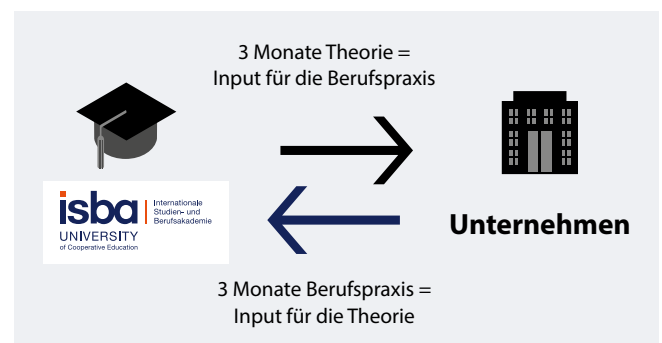 3 Monate Theorie =
Input für die Berufspraxis
isba
Internationale
Studien- und
Berufsakademie
UNIVERSITY
of Cooperative Education
Unternehmen
3 Monate Berufspraxis =
Input für die Theorie